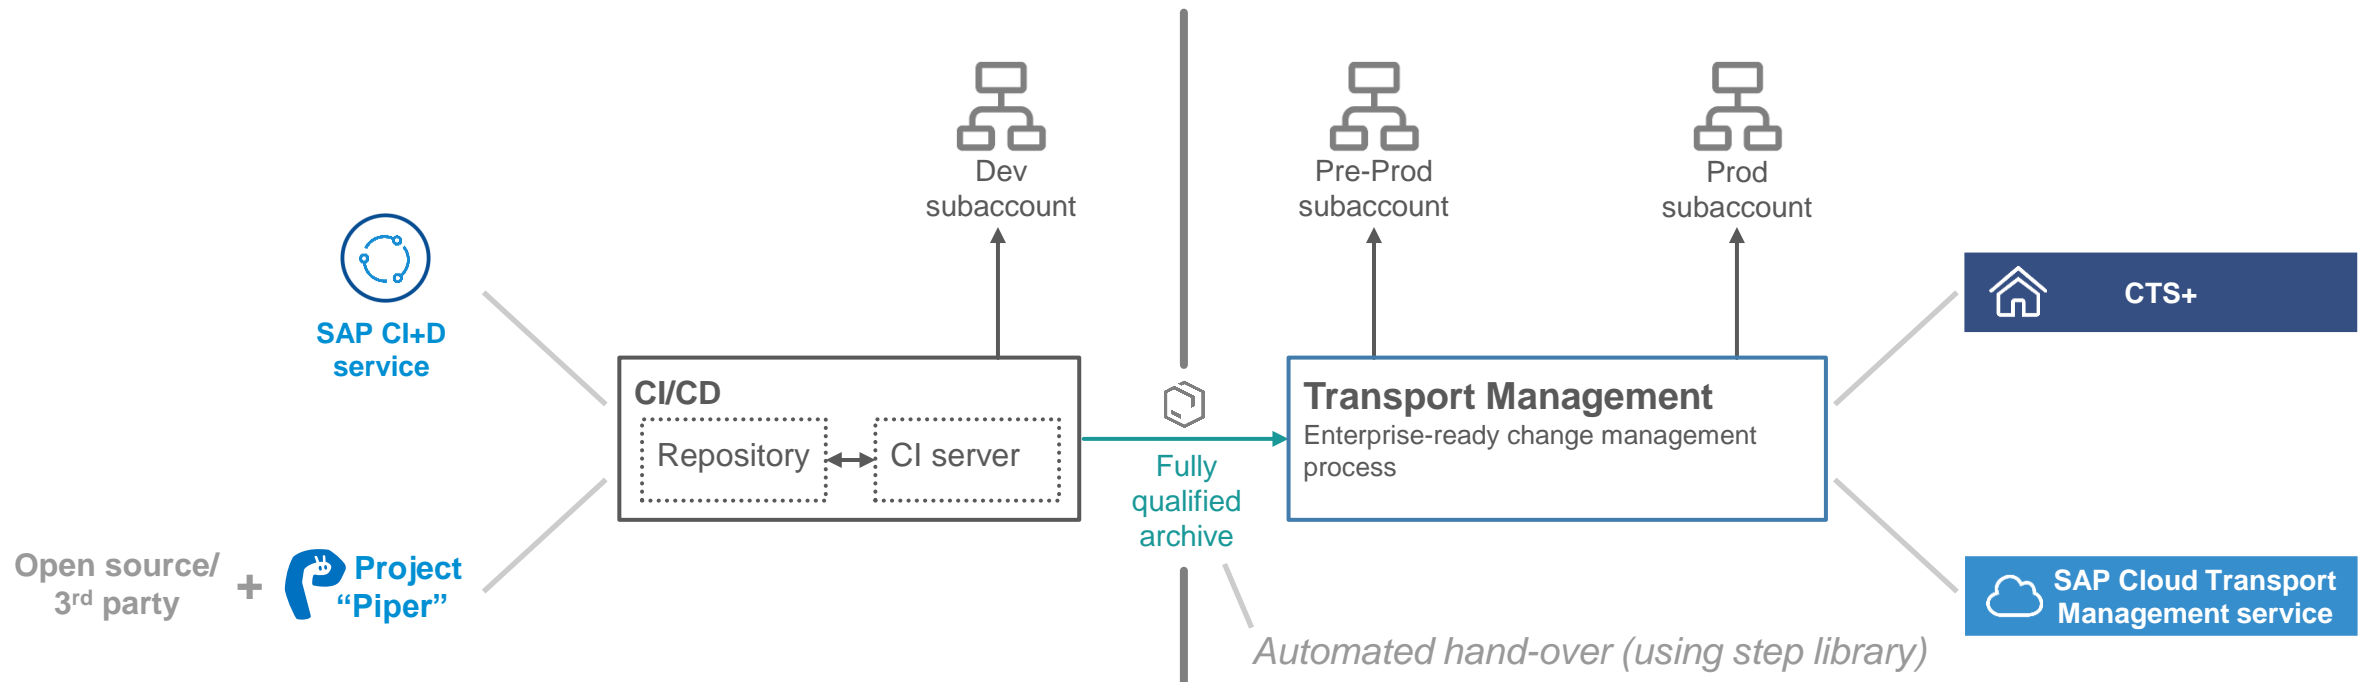 Dev
subaccount
Pre-Prod
subaccount
Prod
subaccount
SAP CI+D
service
CTS+
CI/CD
Repository
CI server
Fully
qualified
archive
Transport Management
Enterprise-ready change management
process
Open source/
3rd party
+
Project
“Piper”
SAP Cloud Transport
Management service
Automated hand-over (using step library)